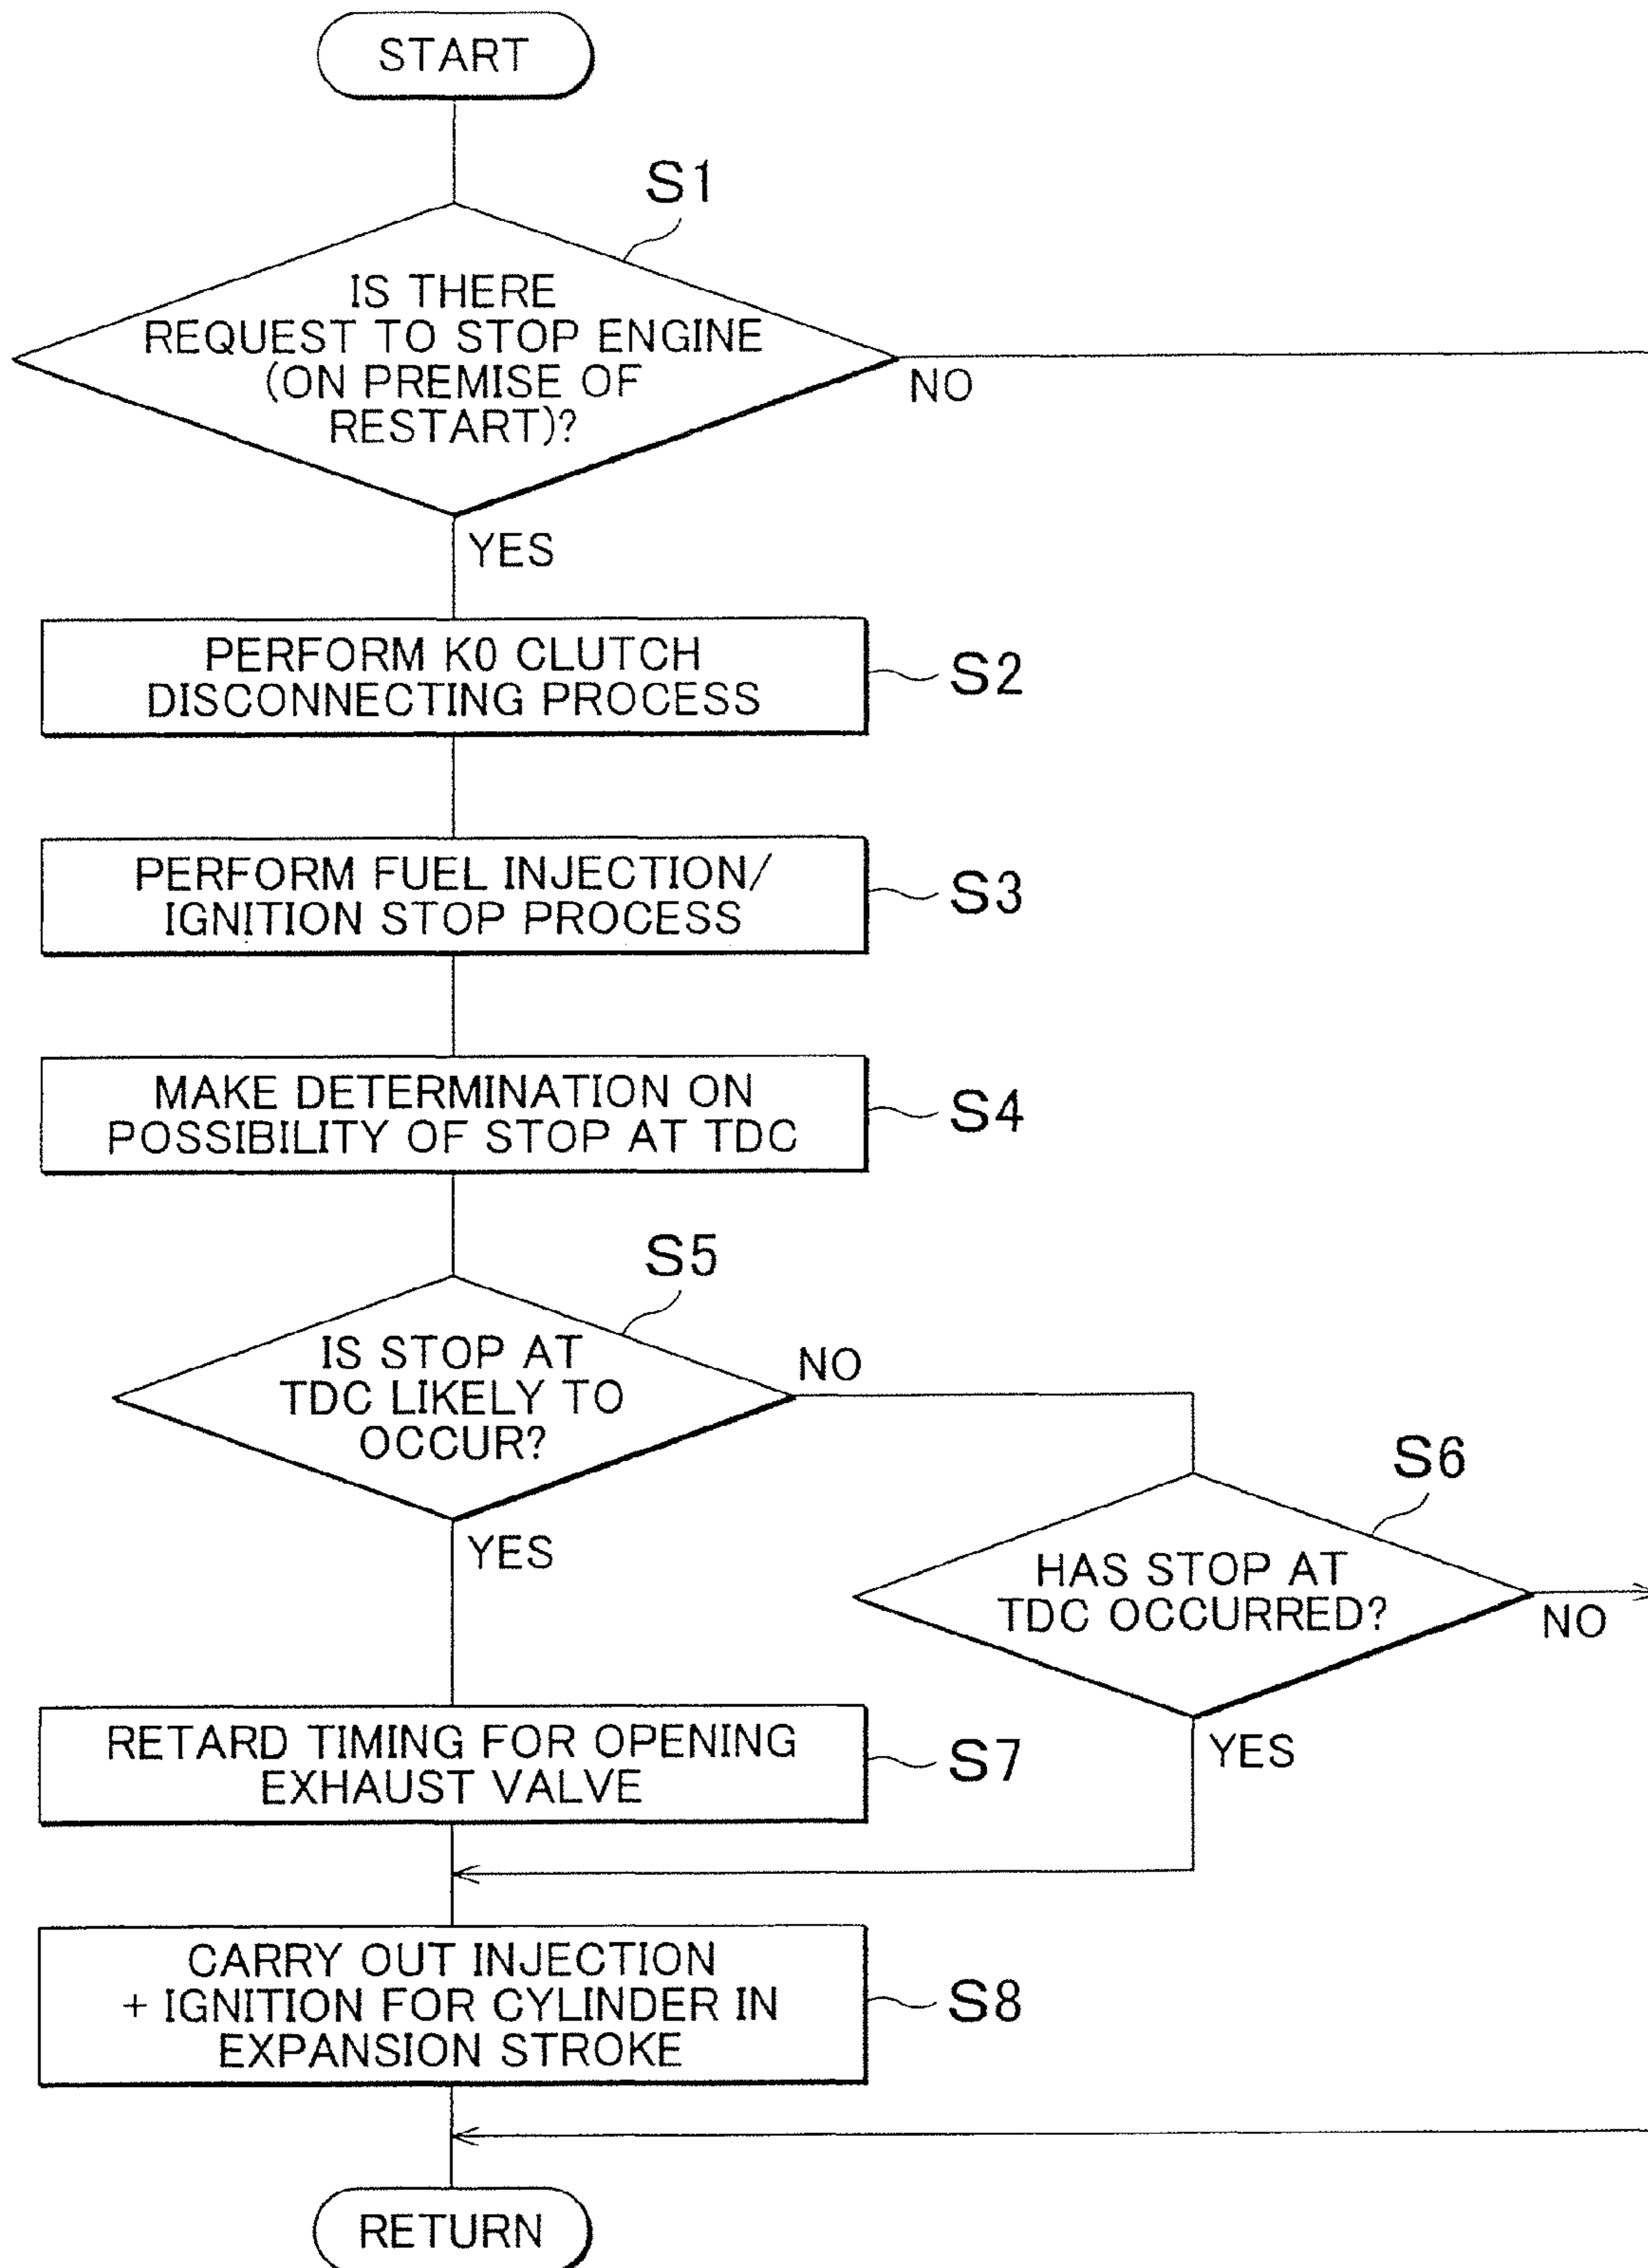 START
S1
IS THERE
REQUEST TO STOP ENGINE
(ON PREMISE OF
RESTART)?
NO
YES
PERFORM K0 CLUTCH
DISCONNECTING PROCESS
S2
PERFORM FUEL INJECTION/
IGNITION STOP PROCESS
S3
MAKE DETERMINATION ON
POSSIBILITY OF STOP AT TDC
S4
S5
IS STOP AT
TDC LIKELY TO
OCCUR?
NO
YES
S6
HAS STOP AT
TDC OCCURRED?
NO
YES
RETARD TIMING FOR OPENING
EXHAUST VALVE
S7
CARRY OUT INJECTION
+ IGNITION FOR CYLINDER IN
EXPANSION STROKE
S8
RETURN